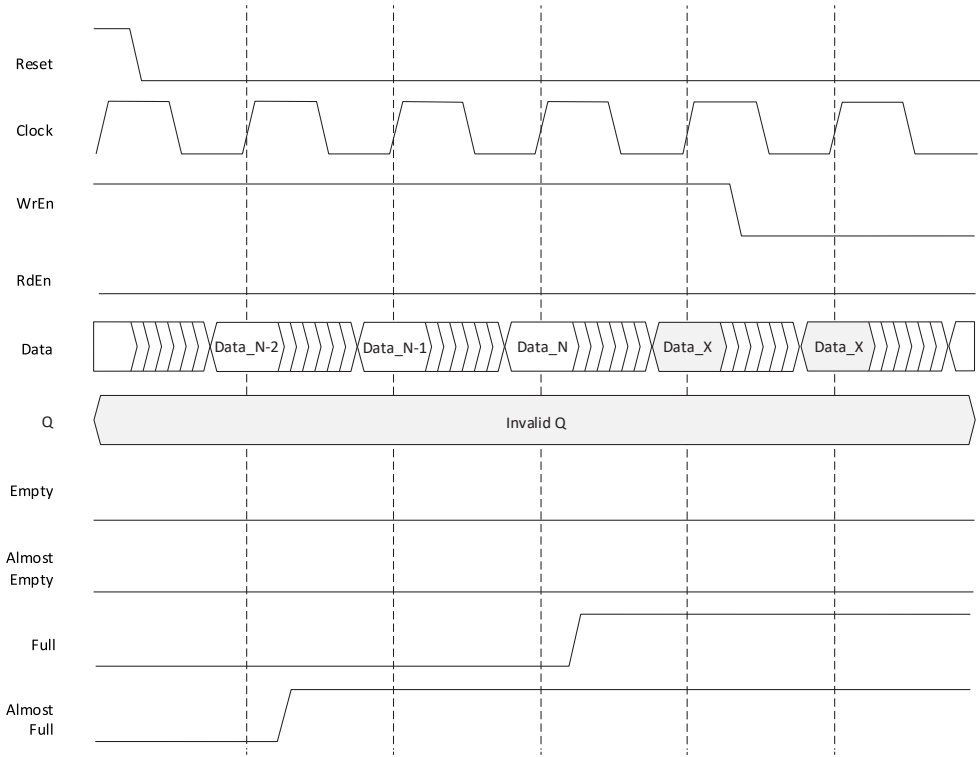 Reset
Clock
WrEn
RdEn
Data
Data_N-2
Data_N-1
Data_N
Data_X
Data_X
Q
Invalid Q
Empty
Almost
Empty
Full
Almost
Full